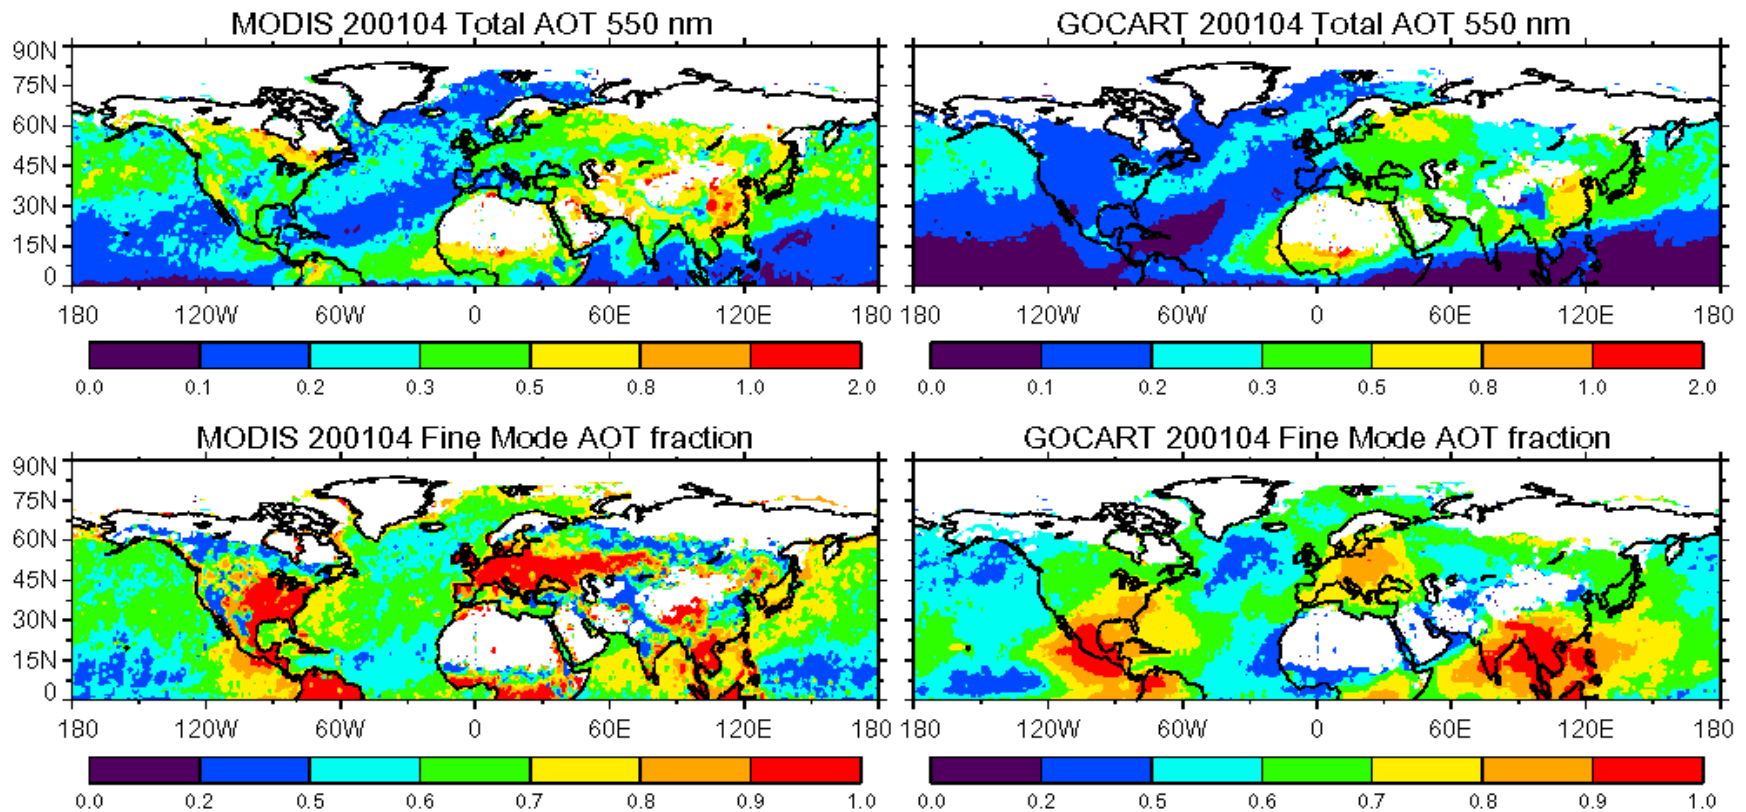 MODIS 200104 Total AOT 550 nm
90N
75N
60N
45N
30N
15N
0
180 120W 60W 0 60E 120E 180
0.0 0.1 0.2 0.3 0.5 0.8 1.0 2.0
GOCART 200104 Total AOT 550 nm
180 120W 60W 0 60E 120E 180
0.0 0.1 0.2 0.3 0.5 0.8 1.0 2.0
MODIS 200104 Fine Mode AOT fraction
90N
75N
60N
45N
30N
15N
0
180 120W 60W 0 60E 120E 180
0.0 0.2 0.5 0.6 0.7 0.8 0.9 1.0
GOCART 200104 Fine Mode AOT fraction
180 120W 60W 0 60E 120E 180
0.0 0.2 0.5 0.6 0.7 0.8 0.9 1.0